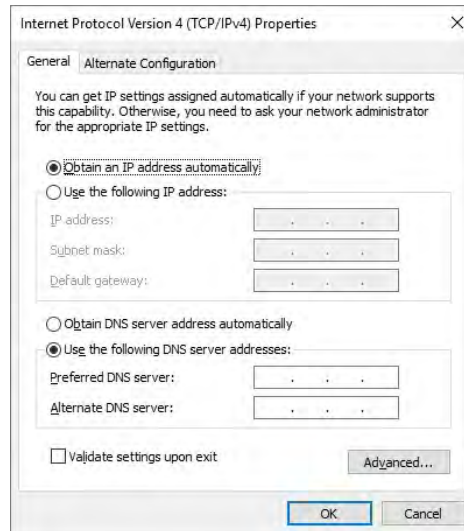 Internet Protocol Version 4 (TCP/IPv4) Properties
General Alternate Configuration
You can get IP settings assigned automatically if your network supports
this capability. Otherwise, you need to ask your network administrator
for the appropriate IP settings.
Obtain an IP address automatically
Use the following IP address:
IP address: . . .
Subnet mask: . . .
Default gateway: . . .
Obtain DNS server address automatically
Use the following DNS server addresses:
Preferred DNS server: . . .
Alternate DNS server: . . .
Validate settings upon exit
Advanced...
OK Cancel